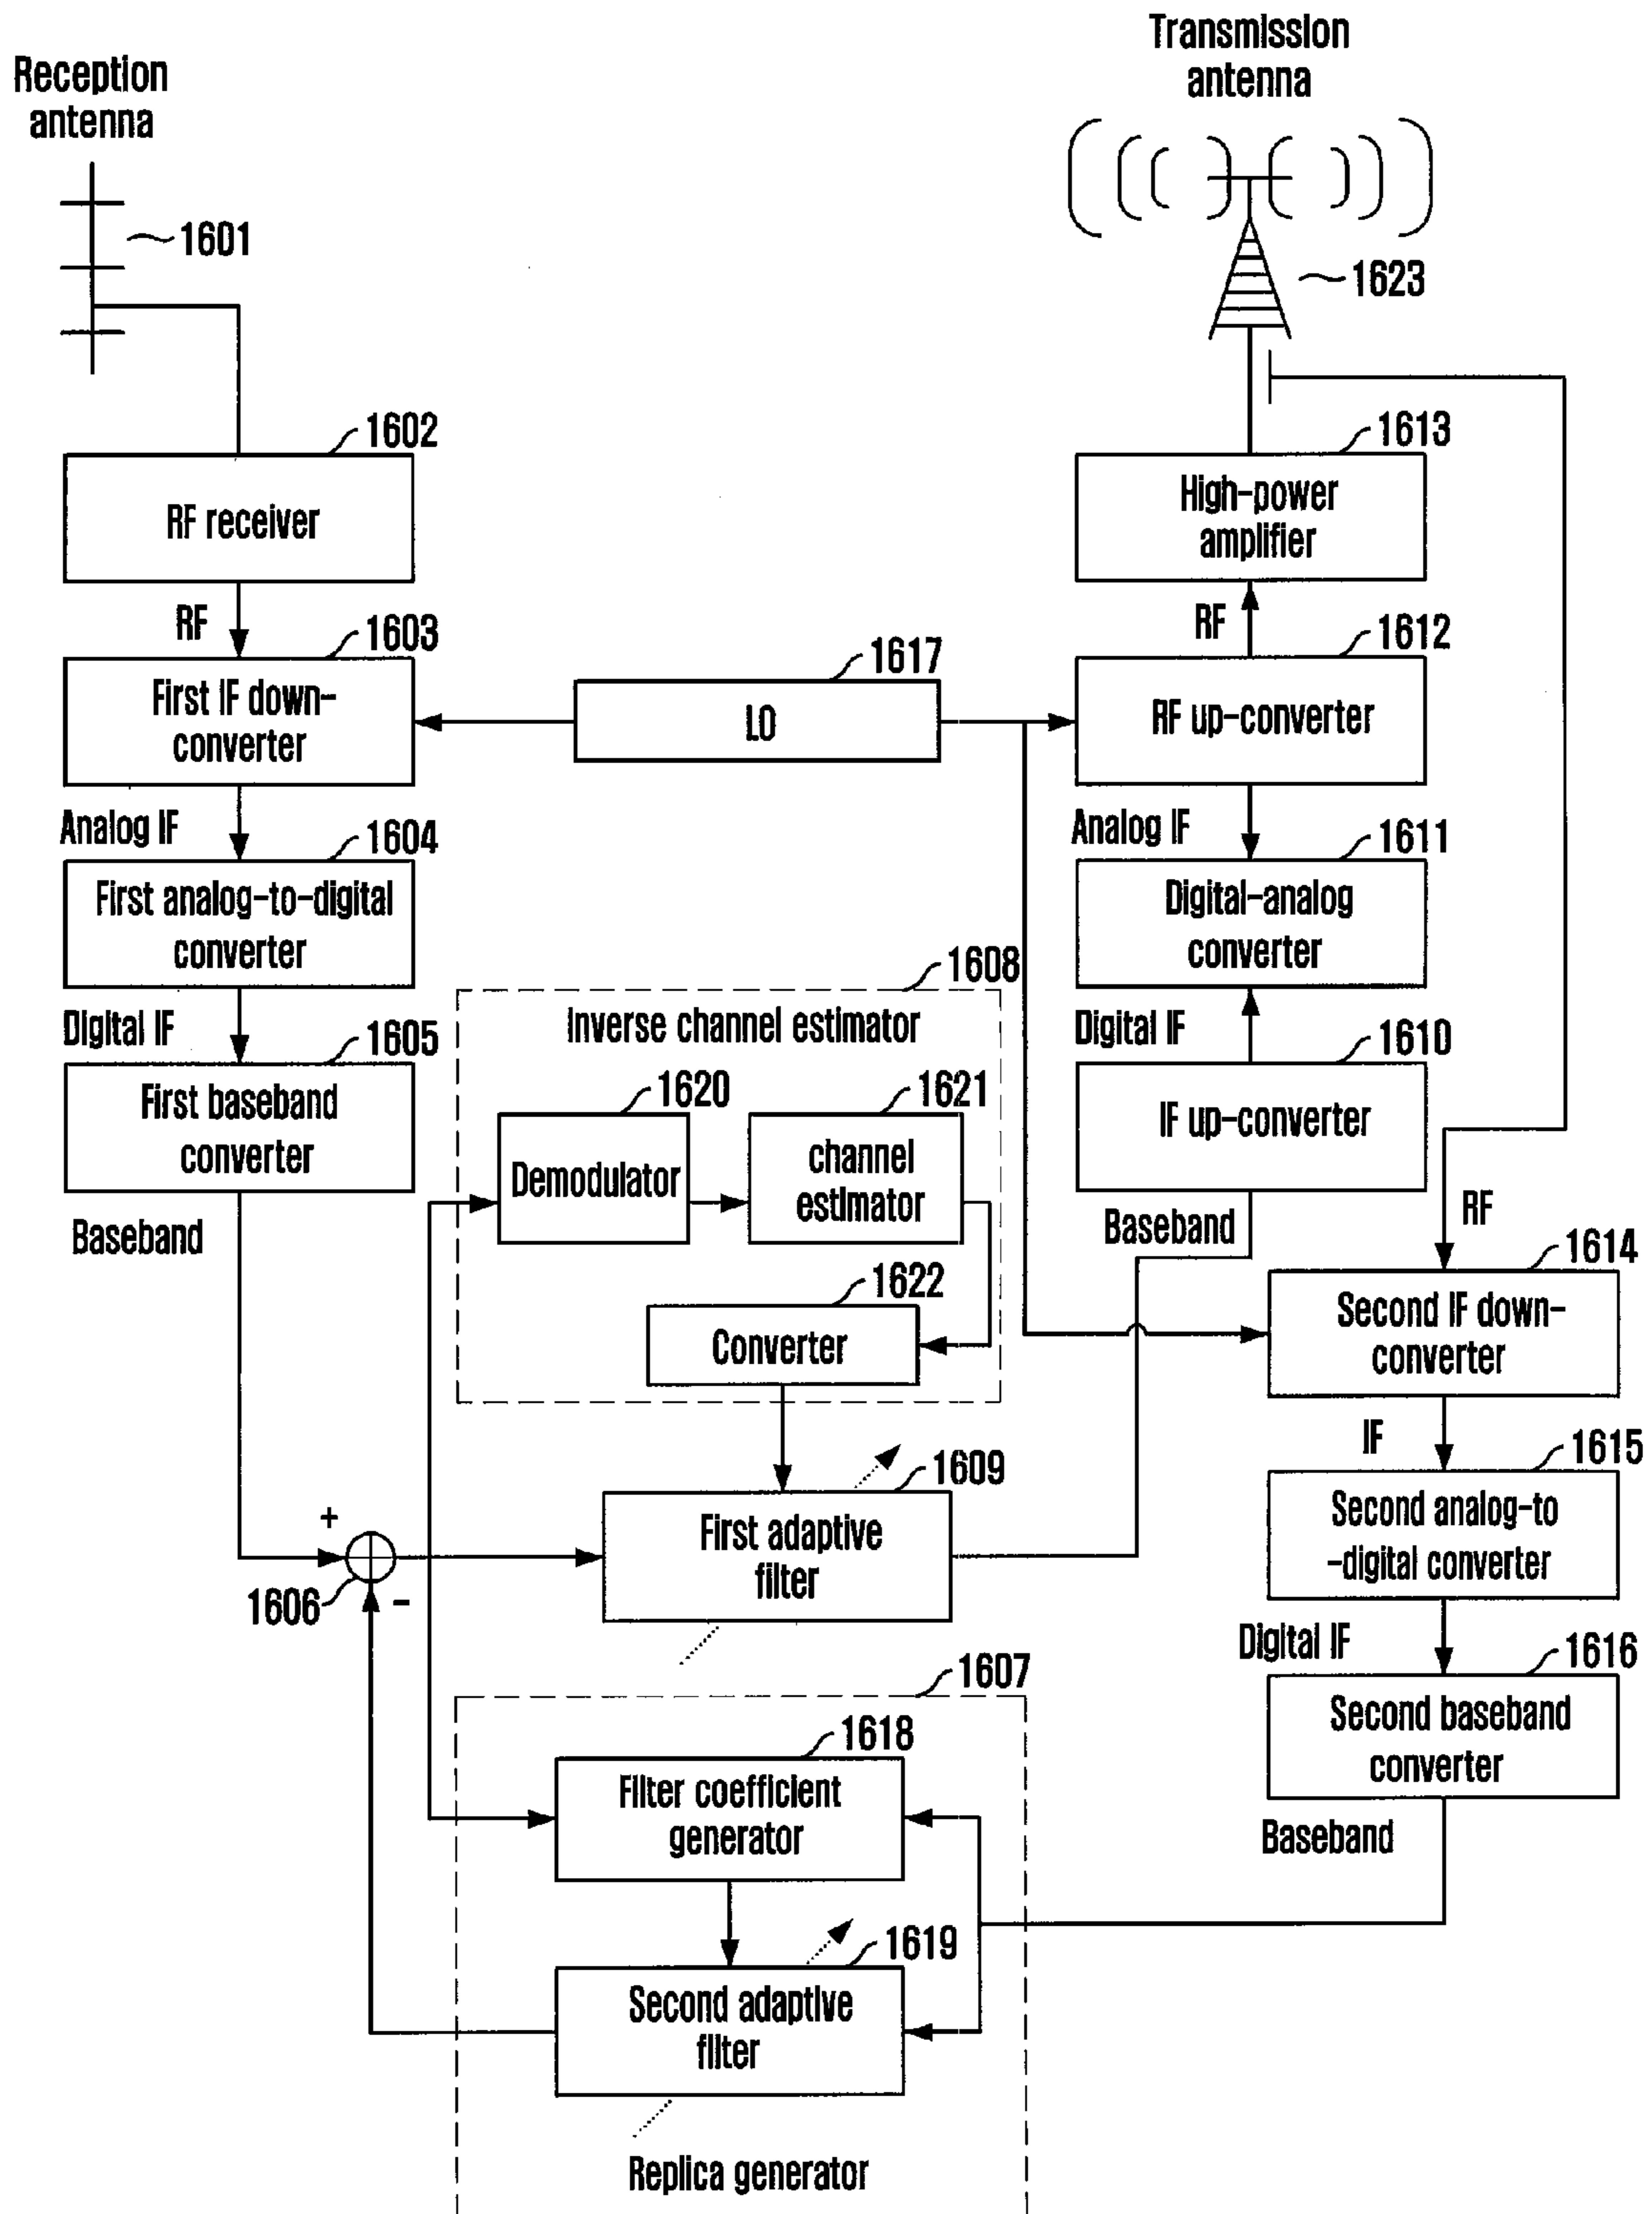 Transmission
antenna
Reception
antenna
1601
1623
1602
RF receiver
1613
High-power
amplifier
RF
RF
1603
First IF down-
converter
1617
LO
1612
RF up-converter
Analog IF
1604
First analog-to-digital
converter
Analog IF
1611
Digital-analog
converter
Digital IF
1605
First baseband
converter
Baseband
1608
Inverse channel estimator
1620
Demodulator
1621
channel
estimator
1622
Converter
Digital IF
1610
IF up-converter
Baseband
RF
1614
Second IF down-
converter
IF
1615
Second analog-to
-digital converter
Digital IF
1616
Second baseband
converter
Baseband
1609
First adaptive
filter
+
-
1606
1607
1618
Filter coefficient
generator
1619
Second adaptive
filter
Replica generator